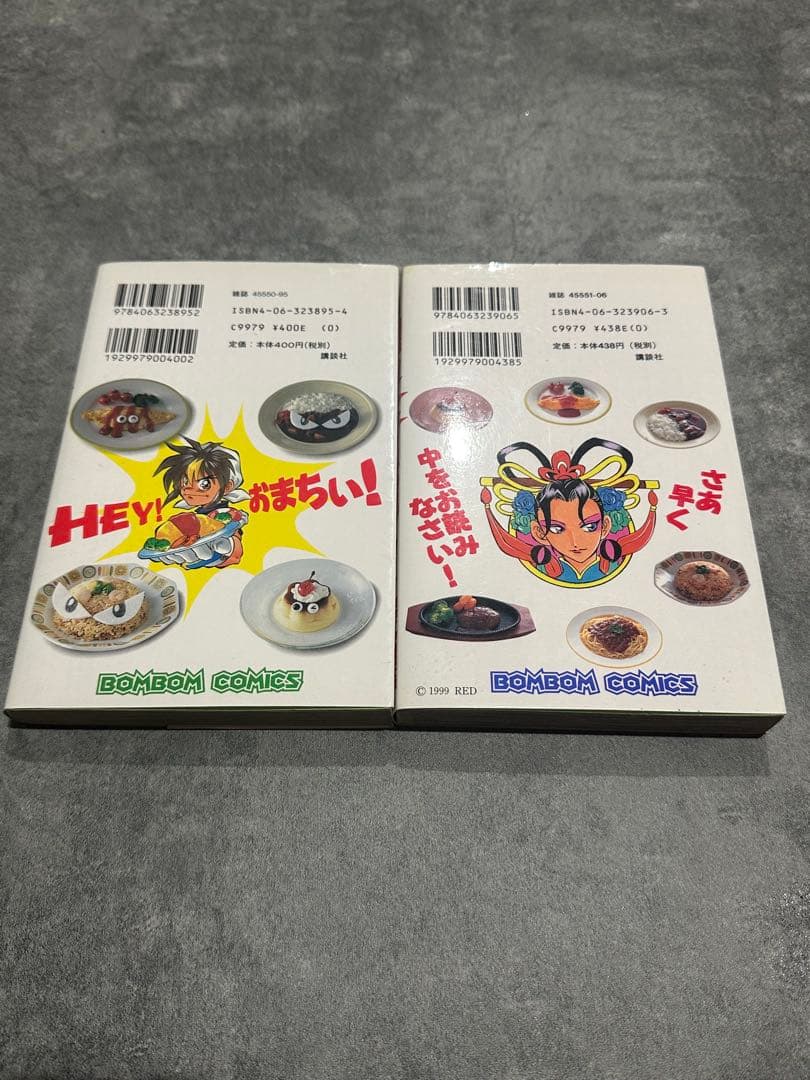 雑誌 45550-95
9784063238952
ISBN4-06-323895-4
C9979 ¥400E (0)
定価:本体400円(税別)
講談社
1929979004002
HEY! おまちぃ!
BOMBOM COMICS
雑誌 45551-06
9784063239065
ISBN4-06-323906-3
C9979 ¥438E(0)
定価:本体438円(税別)
講談社
1929979004385
さあ
早く
中をお読み
なさい!
© 1999 RED
BOMBOM COMICS